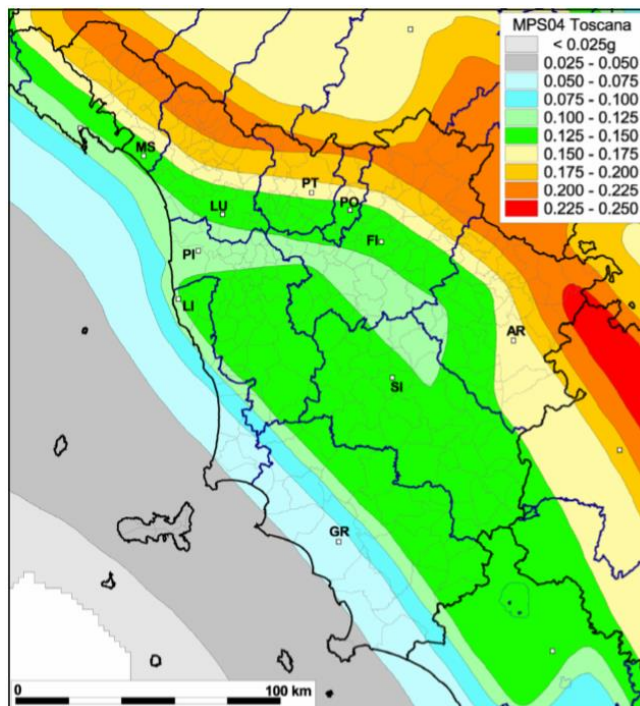 MPS04 Toscana
< 0.025g
0.025 - 0.050
0.050 - 0.075
0.075 - 0.100
0.100 - 0.125
0.125 - 0.150
0.150 - 0.175
0.175 - 0.200
0.200 - 0.225
0.225 - 0.250
MS
PT
LU
PO
FI
PI
LI
AR
SI
GR
0
100 km